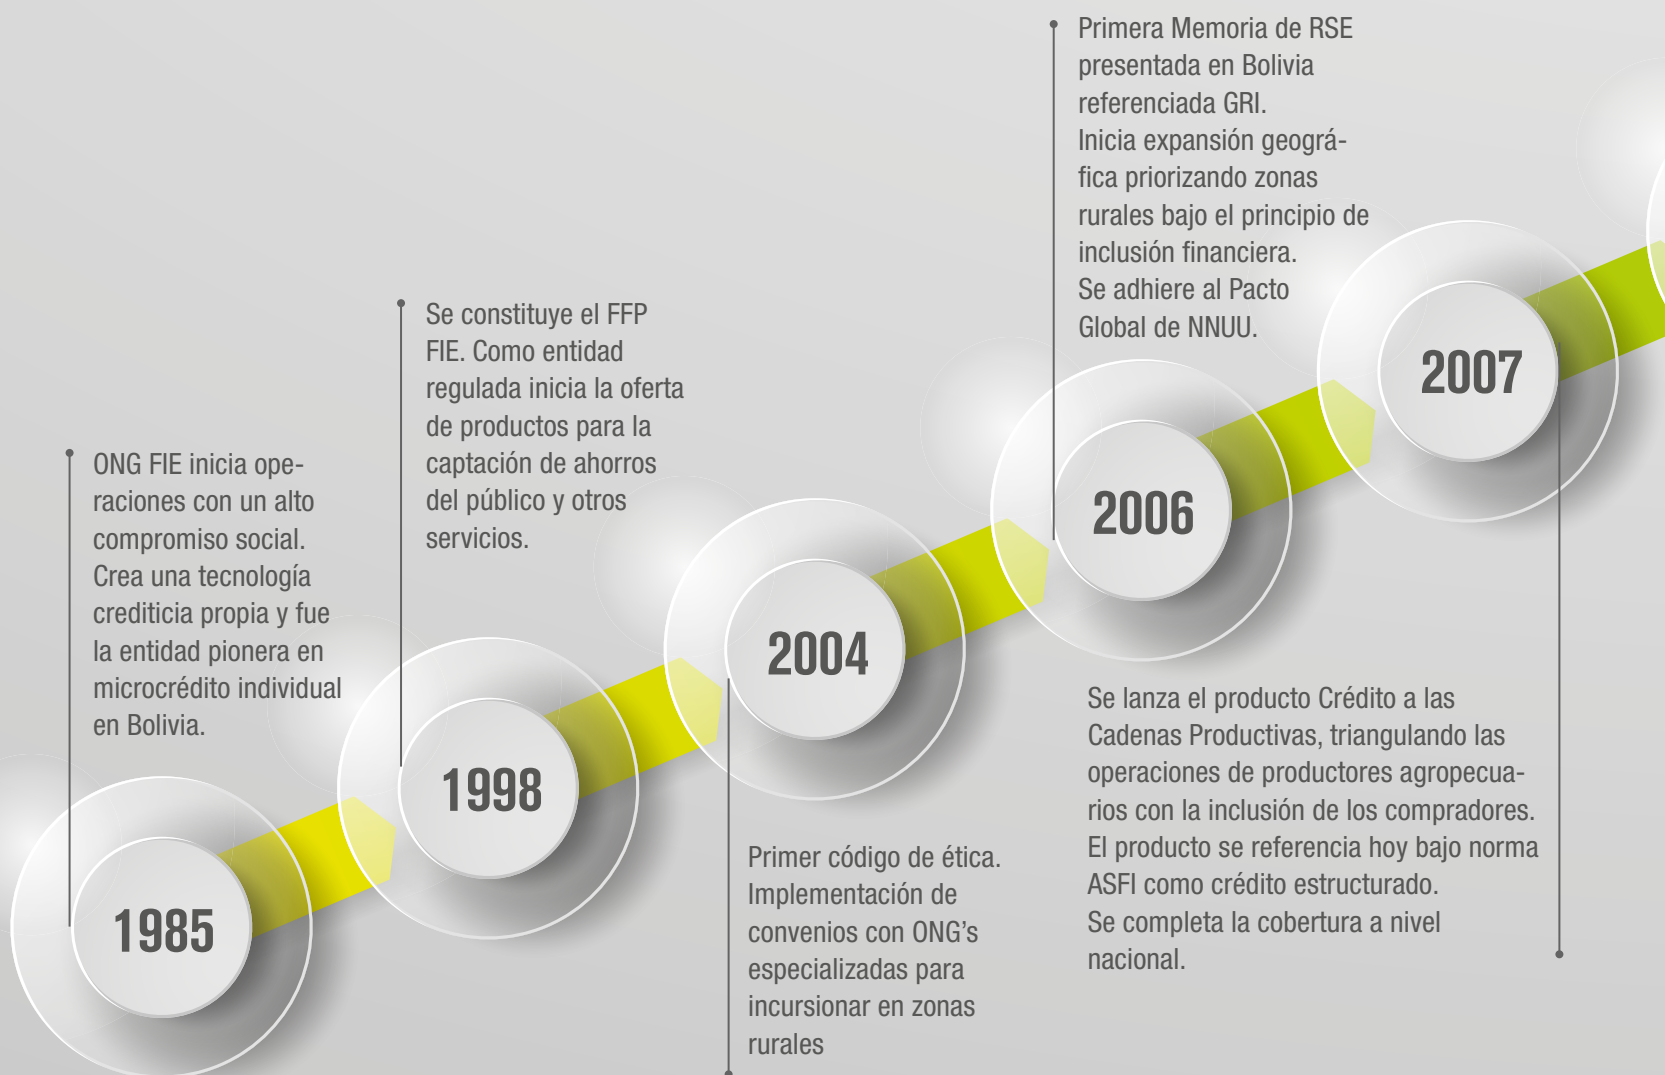 ONG FIE inicia ope-
raciones con un alto
compromiso social.
Crea una tecnología
crediticia propia y fue
la entidad pionera en
microcrédito individual
en Bolivia.
1985
Se constituye el FFP
FIE. Como entidad
regulada inicia la oferta
de productos para la
captación de ahorros
del público y otros
servicios.
1998
2004
Primer código de ética.
Implementación de
convenios con ONG’s
especializadas para
incursionar en zonas
rurales
Primera Memoria de RSE
presentada en Bolivia
referenciada GRI.
Inicia expansión geográ-
fica priorizando zonas
rurales bajo el principio de
inclusión financiera.
Se adhiere al Pacto
Global de NNUU.
2006
2007
Se lanza el producto Crédito a las
Cadenas Productivas, triangulando las
operaciones de productores agropecua-
rios con la inclusión de los compradores.
El producto se referencia hoy bajo norma
ASFI como crédito estructurado.
Se completa la cobertura a nivel
nacional.